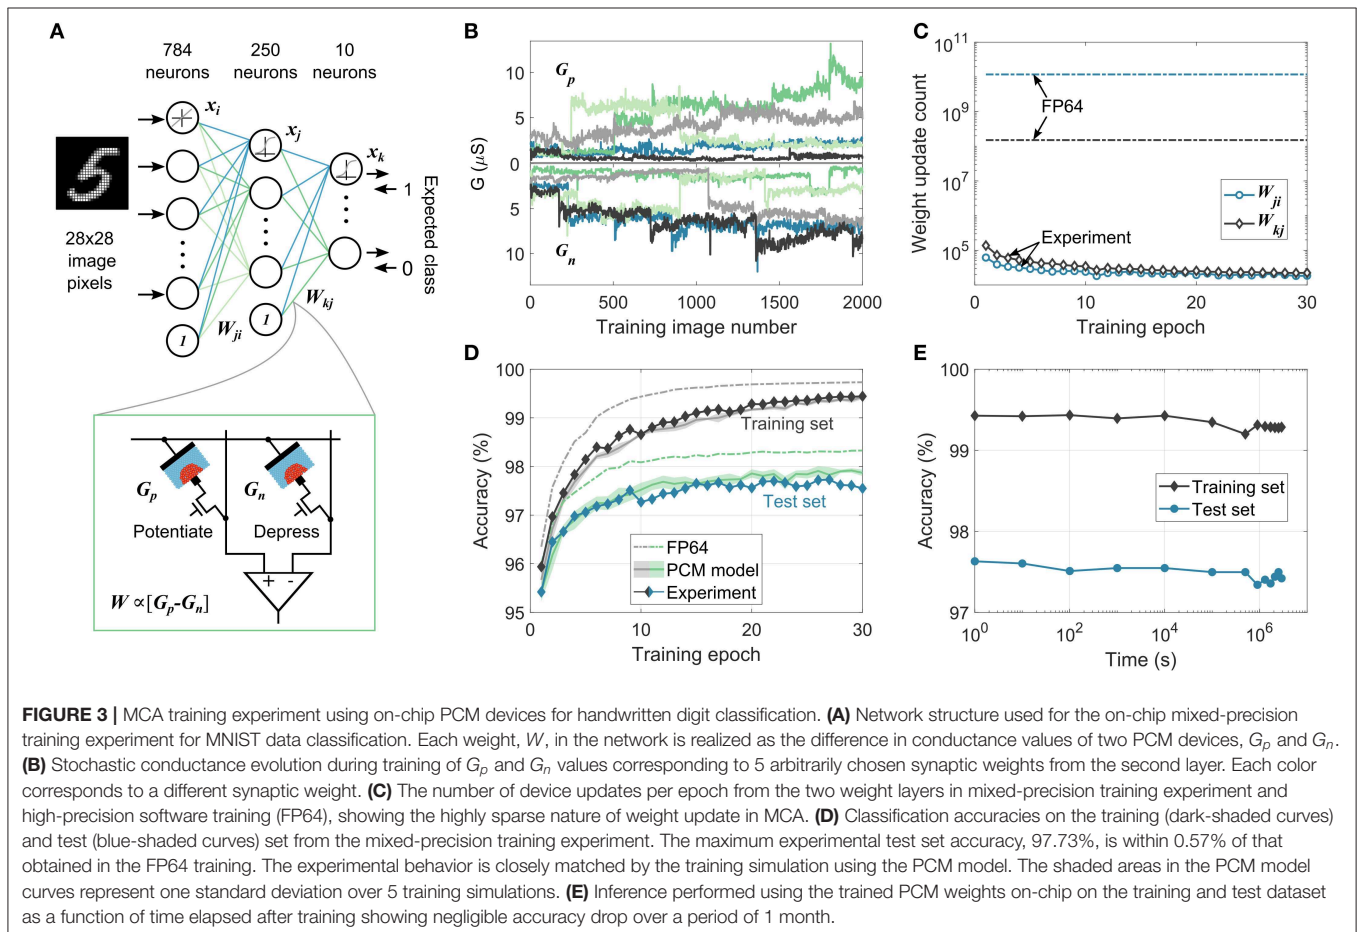 A
784 neurons
250 neurons
10 neurons
x_i
x_j
x_k
28x28 image pixels
1
0
Expected class
W_ji
W_kj
1
1
G_p
G_n
Potentiate
Depress
+ -
W ∝[G_p-G_n]
B
G (μS)
10
5
0
5
10
G_p
G_n
0 500 1000 1500 2000
Training image number
C
Weight update count
10^11
10^9
10^7
10^5
FP64
Experiment
W_ji
W_kj
0 10 20 30
Training epoch
D
Accuracy (%)
100
99
98
97
96
95
Training set
Test set
FP64
PCM model
Experiment
0 10 20 30
Training epoch
E
Accuracy (%)
100
99
98
97
Training set
Test set
10^0 10^2 10^4 10^6
Time (s)
FIGURE 3 | MCA training experiment using on-chip PCM devices for handwritten digit classification. (A) Network structure used for the on-chip mixed-precision
training experiment for MNIST data classification. Each weight, W, in the network is realized as the difference in conductance values of two PCM devices, G_p and G_n.
(B) Stochastic conductance evolution during training of G_p and G_n values corresponding to 5 arbitrarily chosen synaptic weights from the second layer. Each color
corresponds to a different synaptic weight. (C) The number of device updates per epoch from the two weight layers in mixed-precision training experiment and
high-precision software training (FP64), showing the highly sparse nature of weight update in MCA. (D) Classification accuracies on the training (dark-shaded curves)
and test (blue-shaded curves) set from the mixed-precision training experiment. The maximum experimental test set accuracy, 97.73%, is within 0.57% of that
obtained in the FP64 training. The experimental behavior is closely matched by the training simulation using the PCM model. The shaded areas in the PCM model
curves represent one standard deviation over 5 training simulations. (E) Inference performed using the trained PCM weights on-chip on the training and test dataset
as a function of time elapsed after training showing negligible accuracy drop over a period of 1 month.